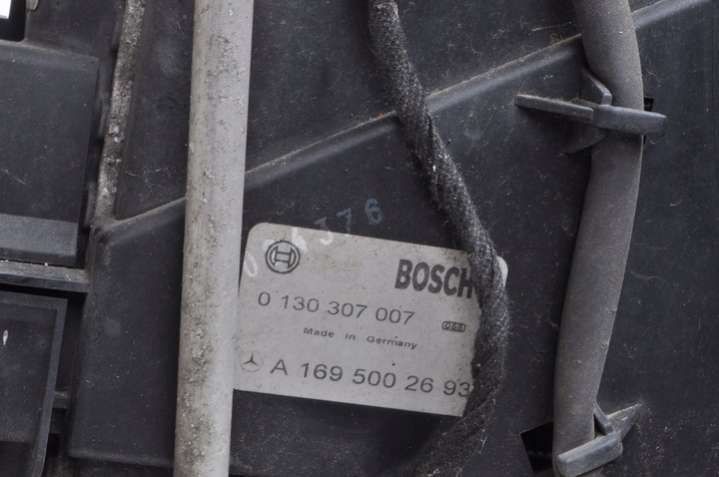 BOSCH
0 130 307 007
Made in Germany
A 169 500 26 93